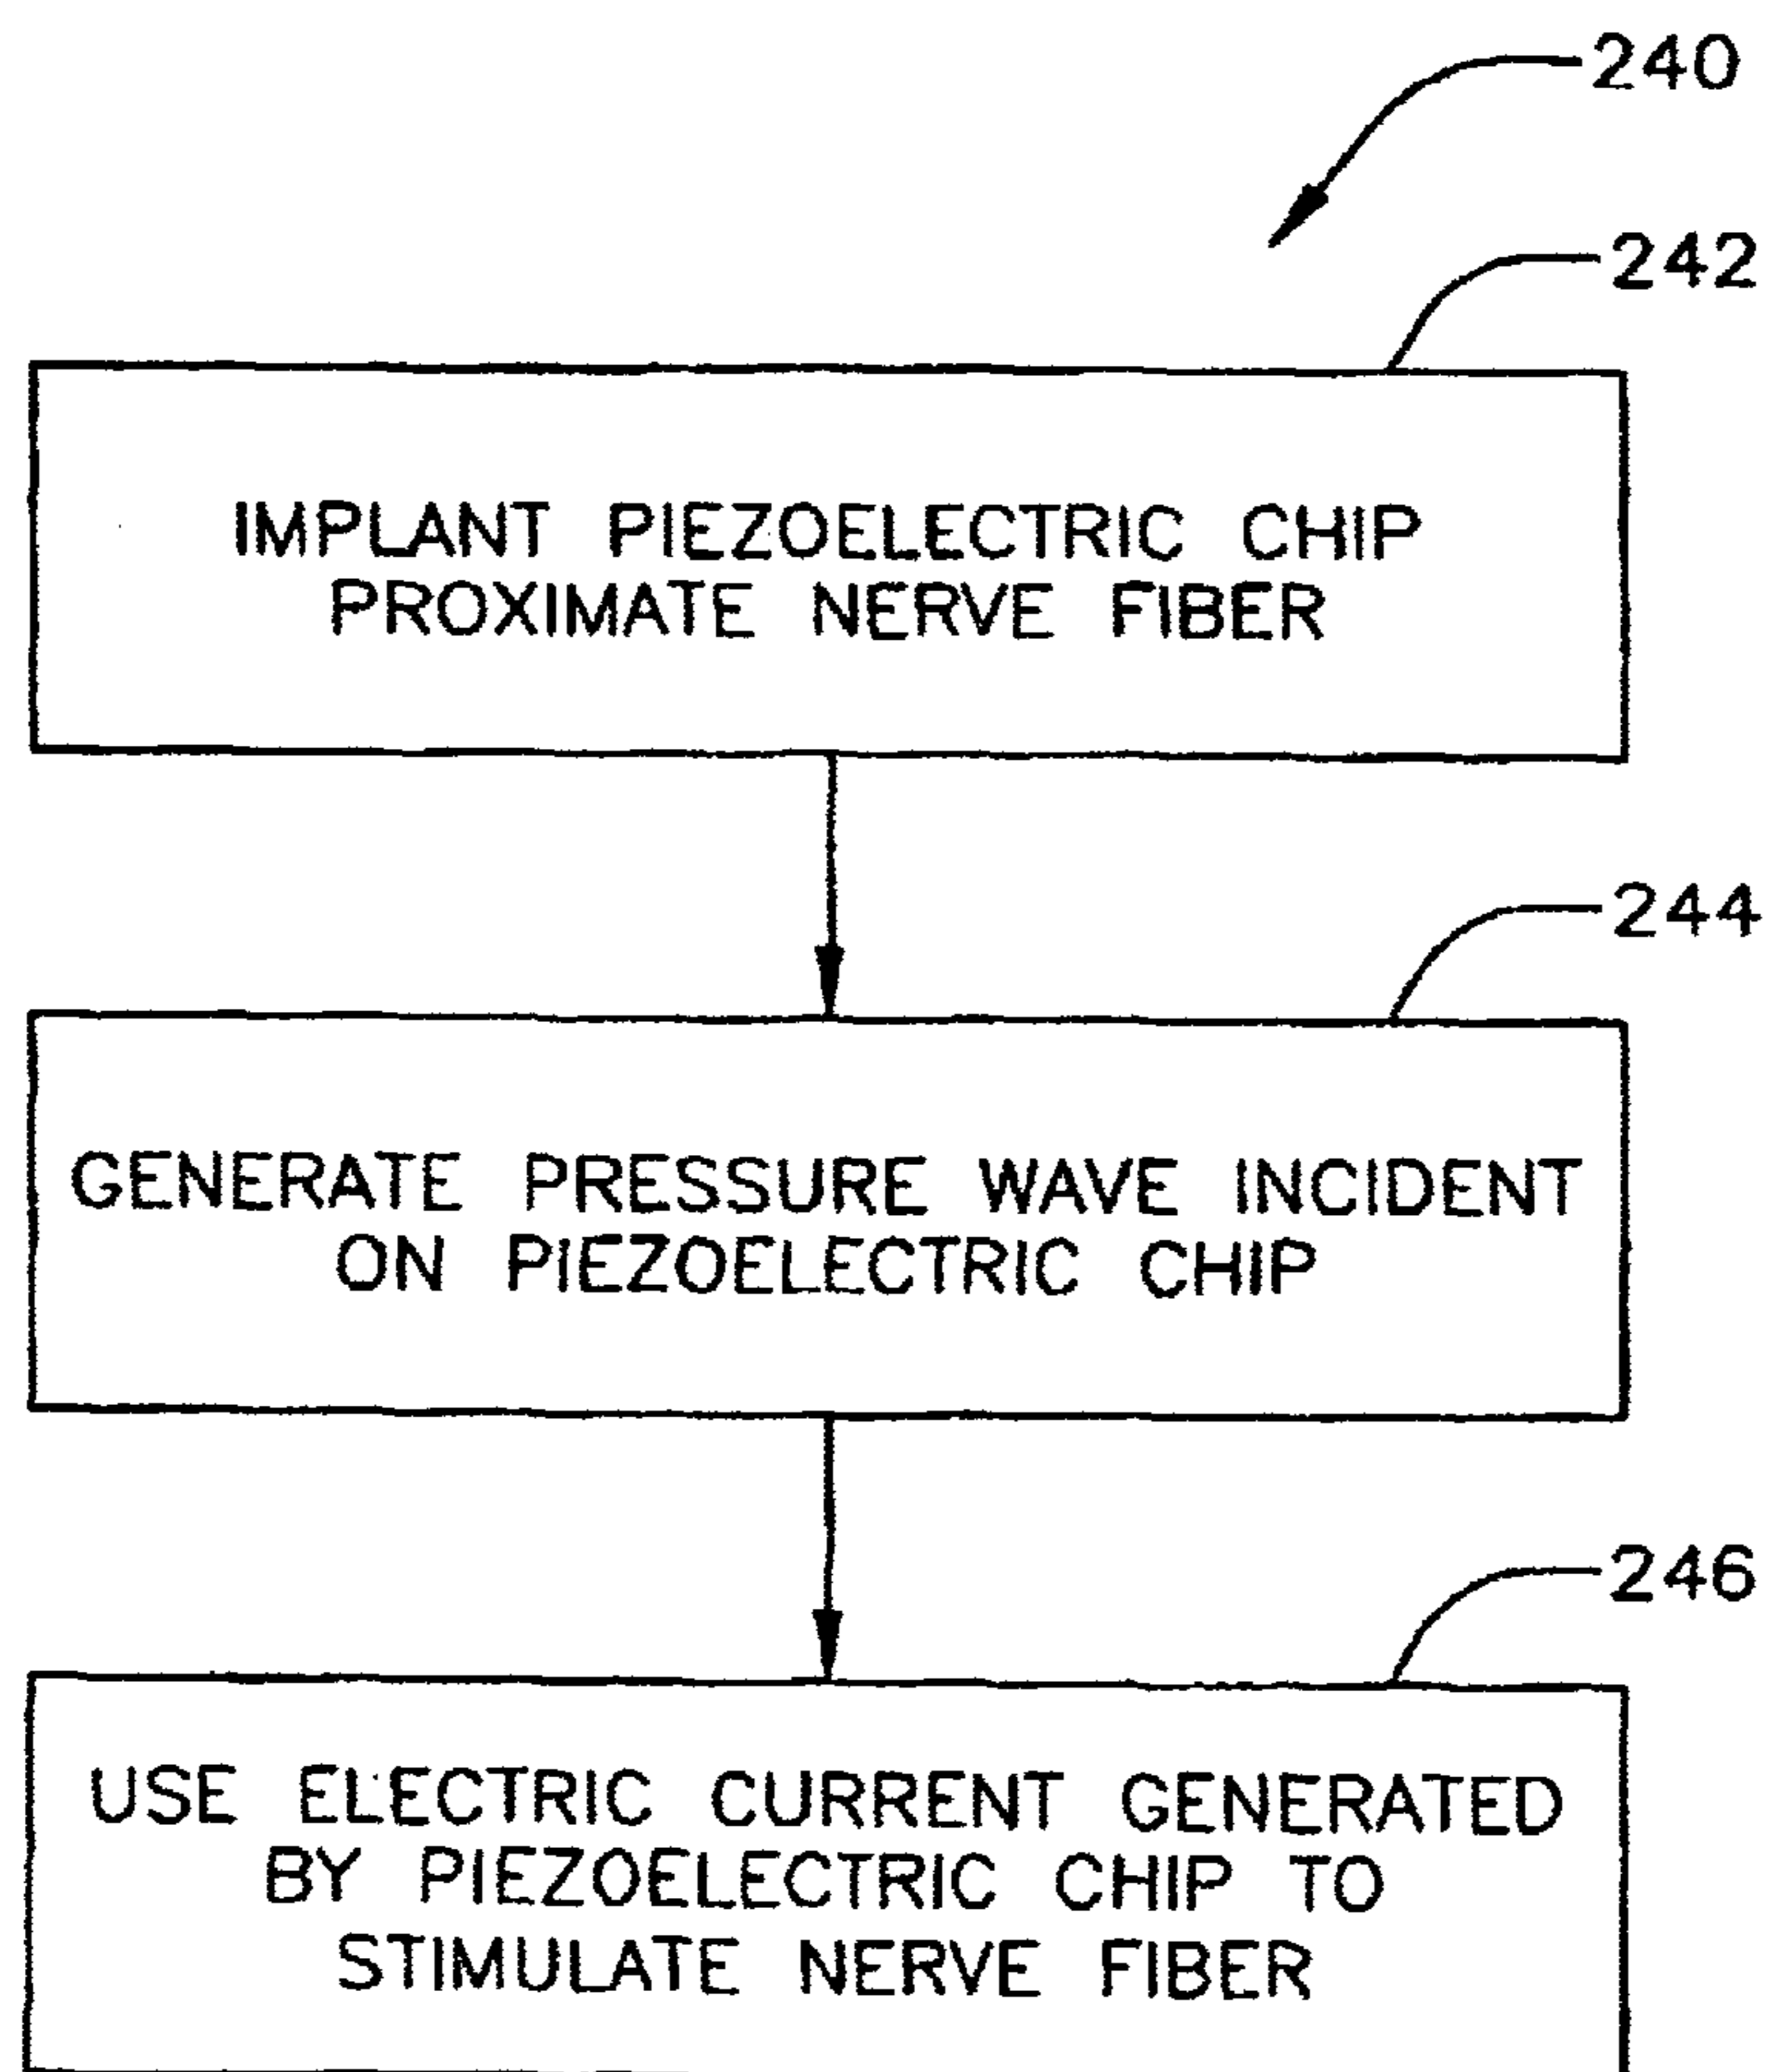 240
242
IMPLANT PIEZOELECTRIC CHIP
PROXIMATE NERVE FIBER
244
GENERATE PRESSURE WAVE INCIDENT
ON PIEZOELECTRIC CHIP
246
USE ELECTRIC CURRENT GENERATED
BY PIEZOELECTRIC CHIP TO
STIMULATE NERVE FIBER